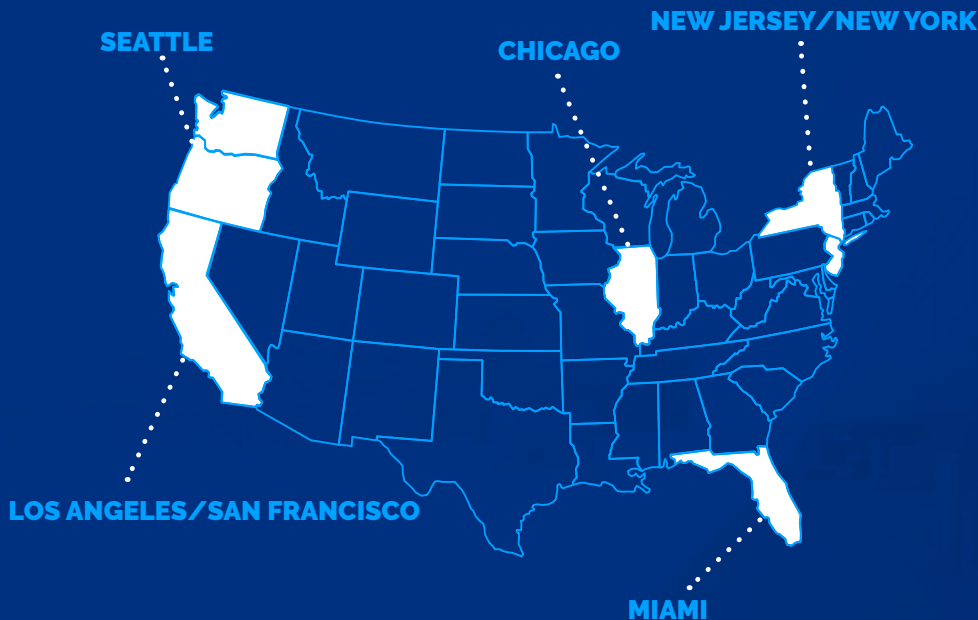 NEW JERSEY/NEW YORK
SEATTLE
CHICAGO
LOS ANGELES/SAN FRANCISCO
MIAMI